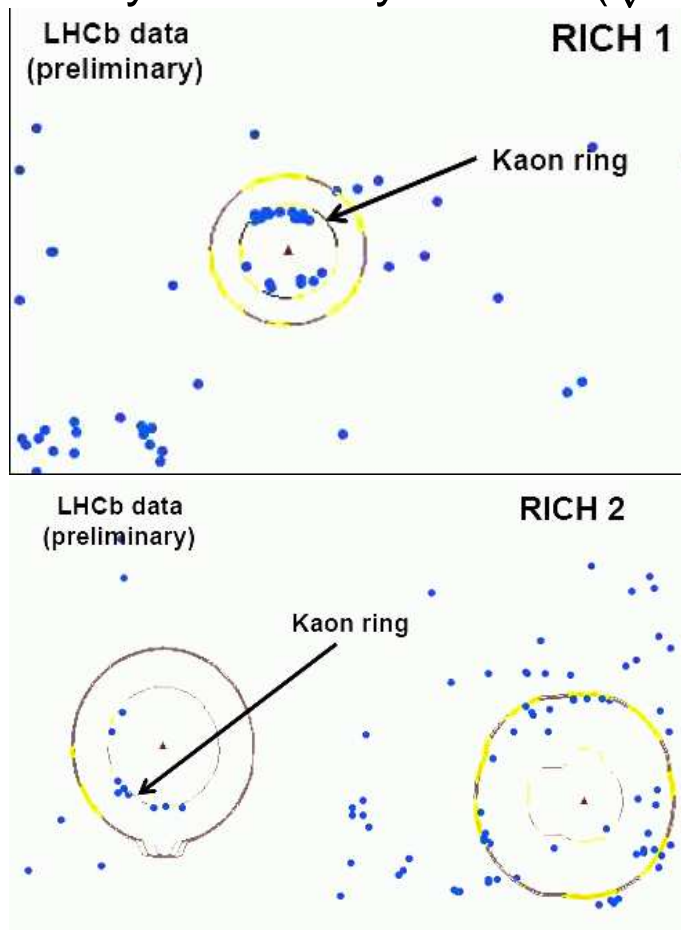 LHCb data
(preliminary)
RICH 1
Kaon ring
LHCb data
(preliminary)
RICH 2
Kaon ring